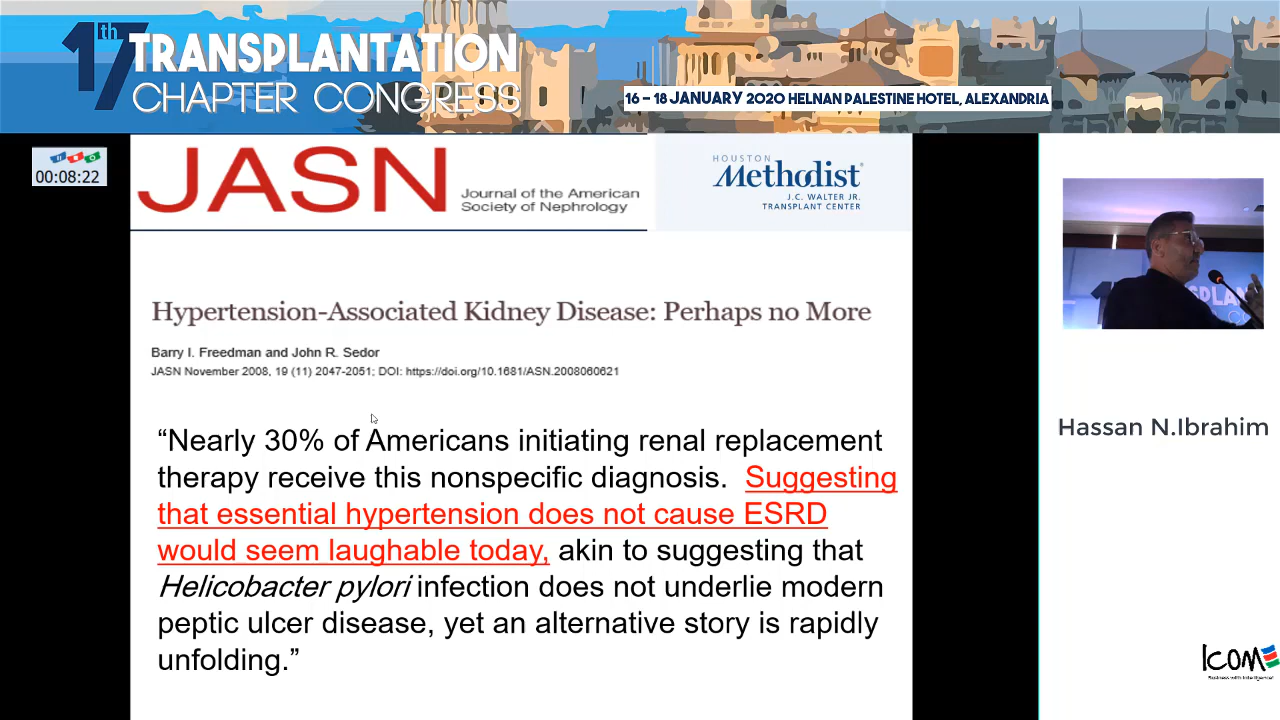 17th TRANSPLANTATION
CHAPTER CONGRESS
16 – 18 JANUARY 2020 HELNAN PALESTINE HOTEL, ALEXANDRIA
00:08:22
JASN
Journal of the American
Society of Nephrology
HOUSTON
Methodist
J.C. WALTER JR.
TRANSPLANT CENTER
Hypertension-Associated Kidney Disease: Perhaps no More
Barry I. Freedman and John R. Sedor
JASN November 2008, 19 (11) 2047-2051; DOI: https://doi.org/10.1681/ASN.2008060621
“Nearly 30% of Americans initiating renal replacement
therapy receive this nonspecific diagnosis. Suggesting
that essential hypertension does not cause ESRD
would seem laughable today, akin to suggesting that
Helicobacter pylori infection does not underlie modern
peptic ulcer disease, yet an alternative story is rapidly
unfolding.”
Hassan N.Ibrahim
ICOM